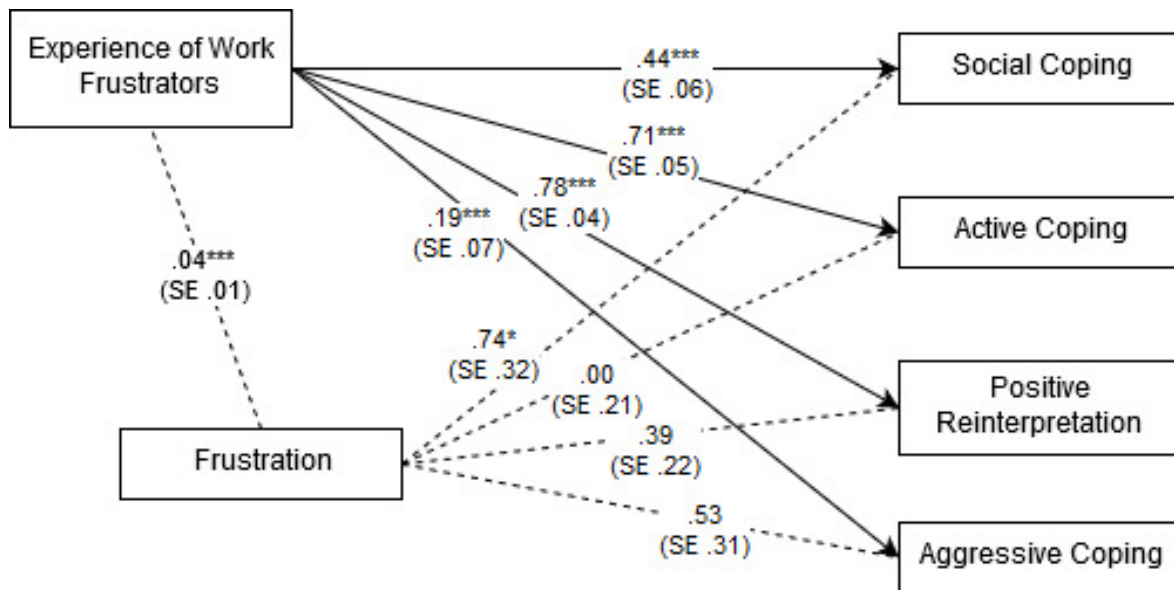 Experience of Work
Frustrators
.44***
(SE .06)
Social Coping
.71***
(SE .05)
.78***
(SE .04)
.19***
(SE .07)
Active Coping
.04***
(SE .01)
.74*
(SE .32)
.00
(SE .21)
Positive
Reinterpretation
.39
(SE .22)
Frustration
.53
(SE .31)
Aggressive Coping